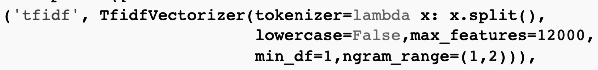 ('tfidf', TfidfVectorizer(tokenizer=lambda x: x.split(),
lowercase=False,max_features=12000,
min_df=1,ngram_range=(1,2))),